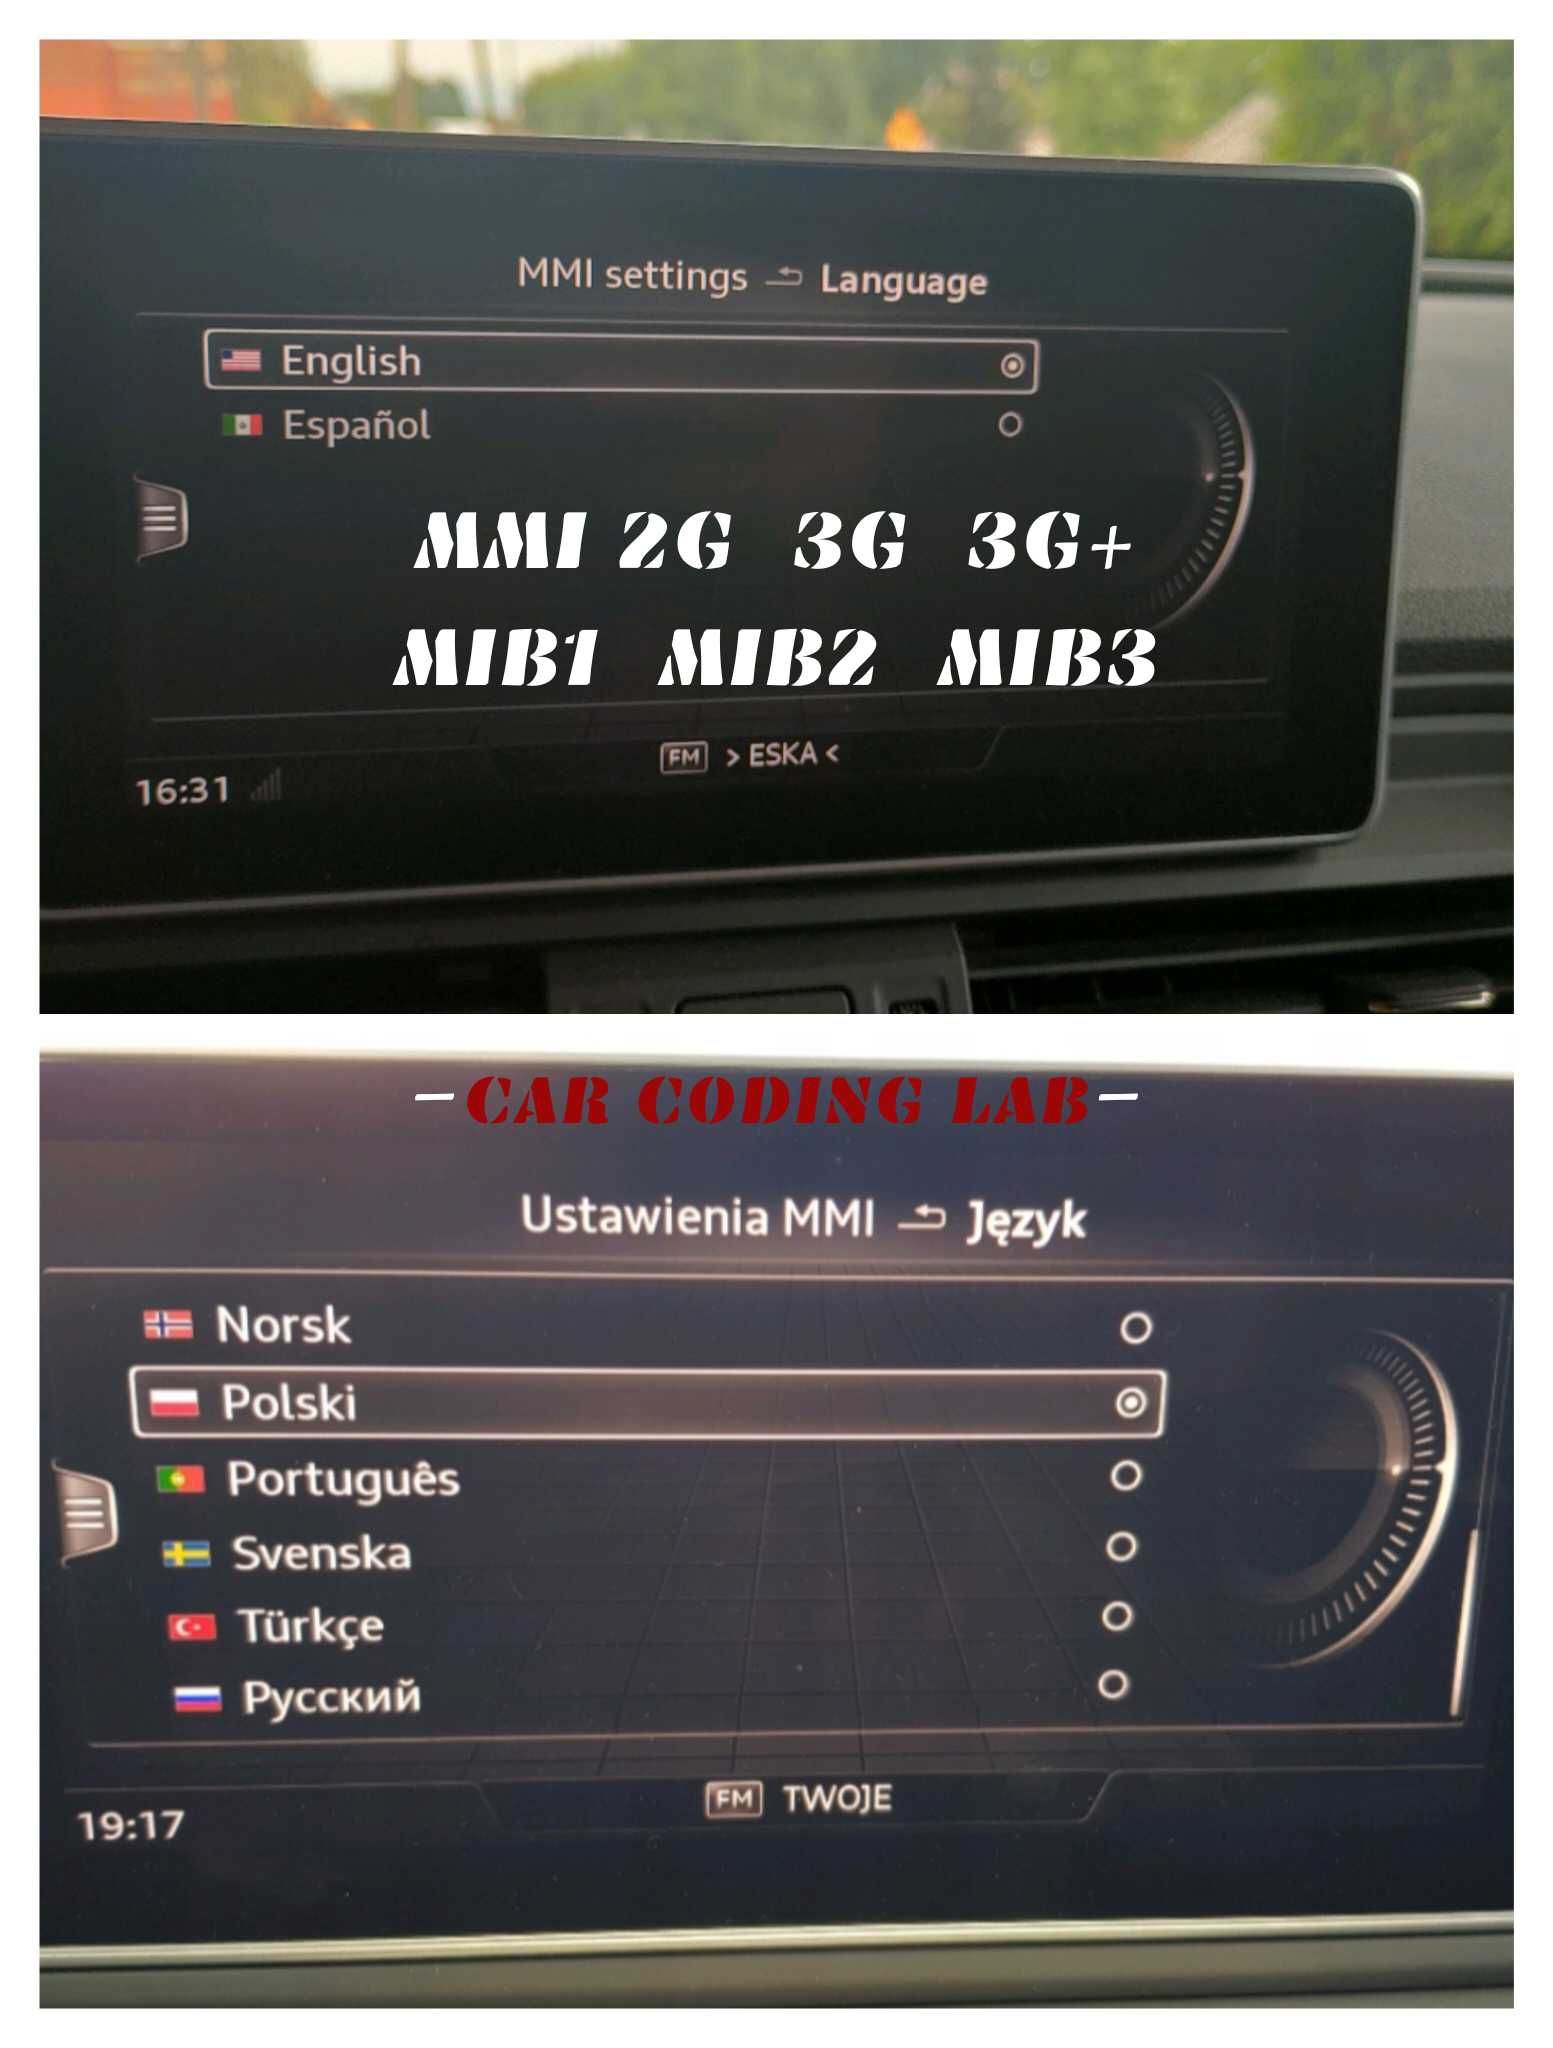 MMI settings Language
English
Español
MMI 2G 3G 3G+
MIB1 MIB2 MIB3
FM > ESKA <
16:31
-CAR CODING LAB-
Ustawienia MMI Język
Norsk
Polski
Português
Svenska
Türkçe
Русский
FM TWOJE
19:17